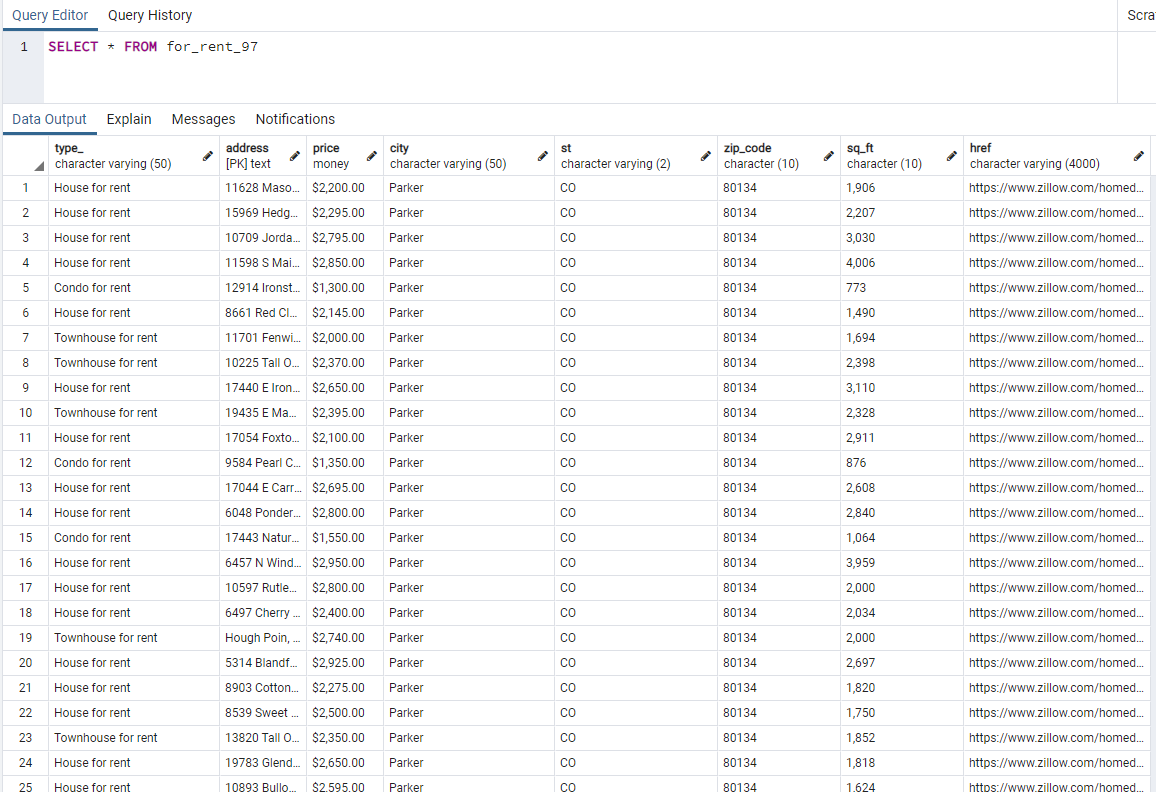 Query Editor Query History Scra
1 SELECT * FROM for_rent_97
Data Output Explain Messages Notifications
type_ address price city st zip_code sq_ft href
character varying (50) [PK] text money character varying (50) character varying (2) character (10) character (10) character varying (4000)
1 House for rent 11628 Maso... $2,200.00 Parker CO 80134 1,906 https://www.zillow.com/homed...
2 House for rent 15969 Hedg... $2,295.00 Parker CO 80134 2,207 https://www.zillow.com/homed...
3 House for rent 10709 Jorda... $2,795.00 Parker CO 80134 3,030 https://www.zillow.com/homed...
4 House for rent 11598 S Mai... $2,850.00 Parker CO 80134 4,006 https://www.zillow.com/homed...
5 Condo for rent 12914 Ironst... $1,300.00 Parker CO 80134 773 https://www.zillow.com/homed...
6 House for rent 8661 Red Cl... $2,145.00 Parker CO 80134 1,490 https://www.zillow.com/homed...
7 Townhouse for rent 11701 Fenwi... $2,000.00 Parker CO 80134 1,694 https://www.zillow.com/homed...
8 Townhouse for rent 10225 Tall O... $2,370.00 Parker CO 80134 2,398 https://www.zillow.com/homed...
9 House for rent 17440 E Iron... $2,650.00 Parker CO 80134 3,110 https://www.zillow.com/homed...
10 Townhouse for rent 19435 E Ma... $2,395.00 Parker CO 80134 2,328 https://www.zillow.com/homed...
11 House for rent 17054 Foxto... $2,100.00 Parker CO 80134 2,911 https://www.zillow.com/homed...
12 Condo for rent 9584 Pearl C... $1,350.00 Parker CO 80134 876 https://www.zillow.com/homed...
13 House for rent 17044 E Carr... $2,695.00 Parker CO 80134 2,608 https://www.zillow.com/homed...
14 House for rent 6048 Ponder... $2,800.00 Parker CO 80134 2,840 https://www.zillow.com/homed...
15 Condo for rent 17443 Natur... $1,550.00 Parker CO 80134 1,064 https://www.zillow.com/homed...
16 House for rent 6457 N Wind... $2,950.00 Parker CO 80134 3,959 https://www.zillow.com/homed...
17 House for rent 10597 Rutle... $2,800.00 Parker CO 80134 2,000 https://www.zillow.com/homed...
18 House for rent 6497 Cherry ... $2,400.00 Parker CO 80134 2,034 https://www.zillow.com/homed...
19 Townhouse for rent Hough Poin, ... $2,740.00 Parker CO 80134 2,000 https://www.zillow.com/homed...
20 House for rent 5314 Blandf... $2,925.00 Parker CO 80134 2,697 https://www.zillow.com/homed...
21 House for rent 8903 Cotton... $2,275.00 Parker CO 80134 1,820 https://www.zillow.com/homed...
22 House for rent 8539 Sweet ... $2,500.00 Parker CO 80134 1,750 https://www.zillow.com/homed...
23 Townhouse for rent 13820 Tall O... $2,350.00 Parker CO 80134 1,852 https://www.zillow.com/homed...
24 House for rent 19783 Glend... $2,650.00 Parker CO 80134 1,818 https://www.zillow.com/homed...
25 House for rent 10893 Bullo... $2,595.00 Parker CO 80134 1,624 https://www.zillow.com/homed...